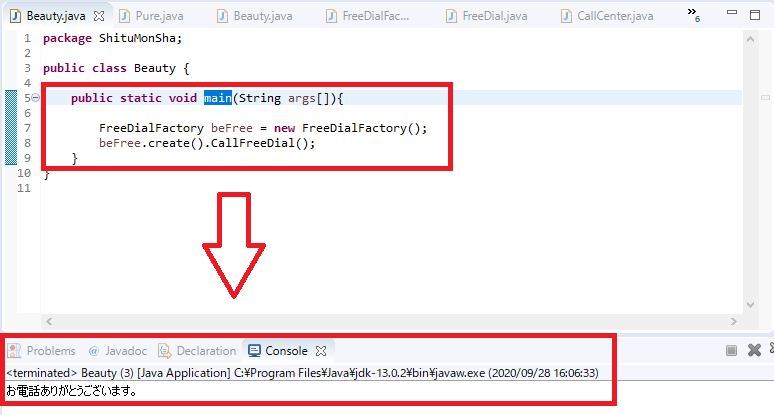 Beauty.java Pure.java Beauty.java FreeDialFac... FreeDial.java CallCenter.java »6
1 package ShituMonSha;
2
3 public class Beauty {
4
5 public static void main(String args[]){
6
7 FreeDialFactory beFree = new FreeDialFactory();
8 beFree.create().CallFreeDial();
9 }
10 }
11
Problems @ Javadoc Declaration Console
<terminated> Beauty (3) [Java Application] C:¥Program Files¥Java¥jdk-13.0.2¥bin¥javaw.exe (2020/09/28 16:06:33)
お電話ありがとうございます。